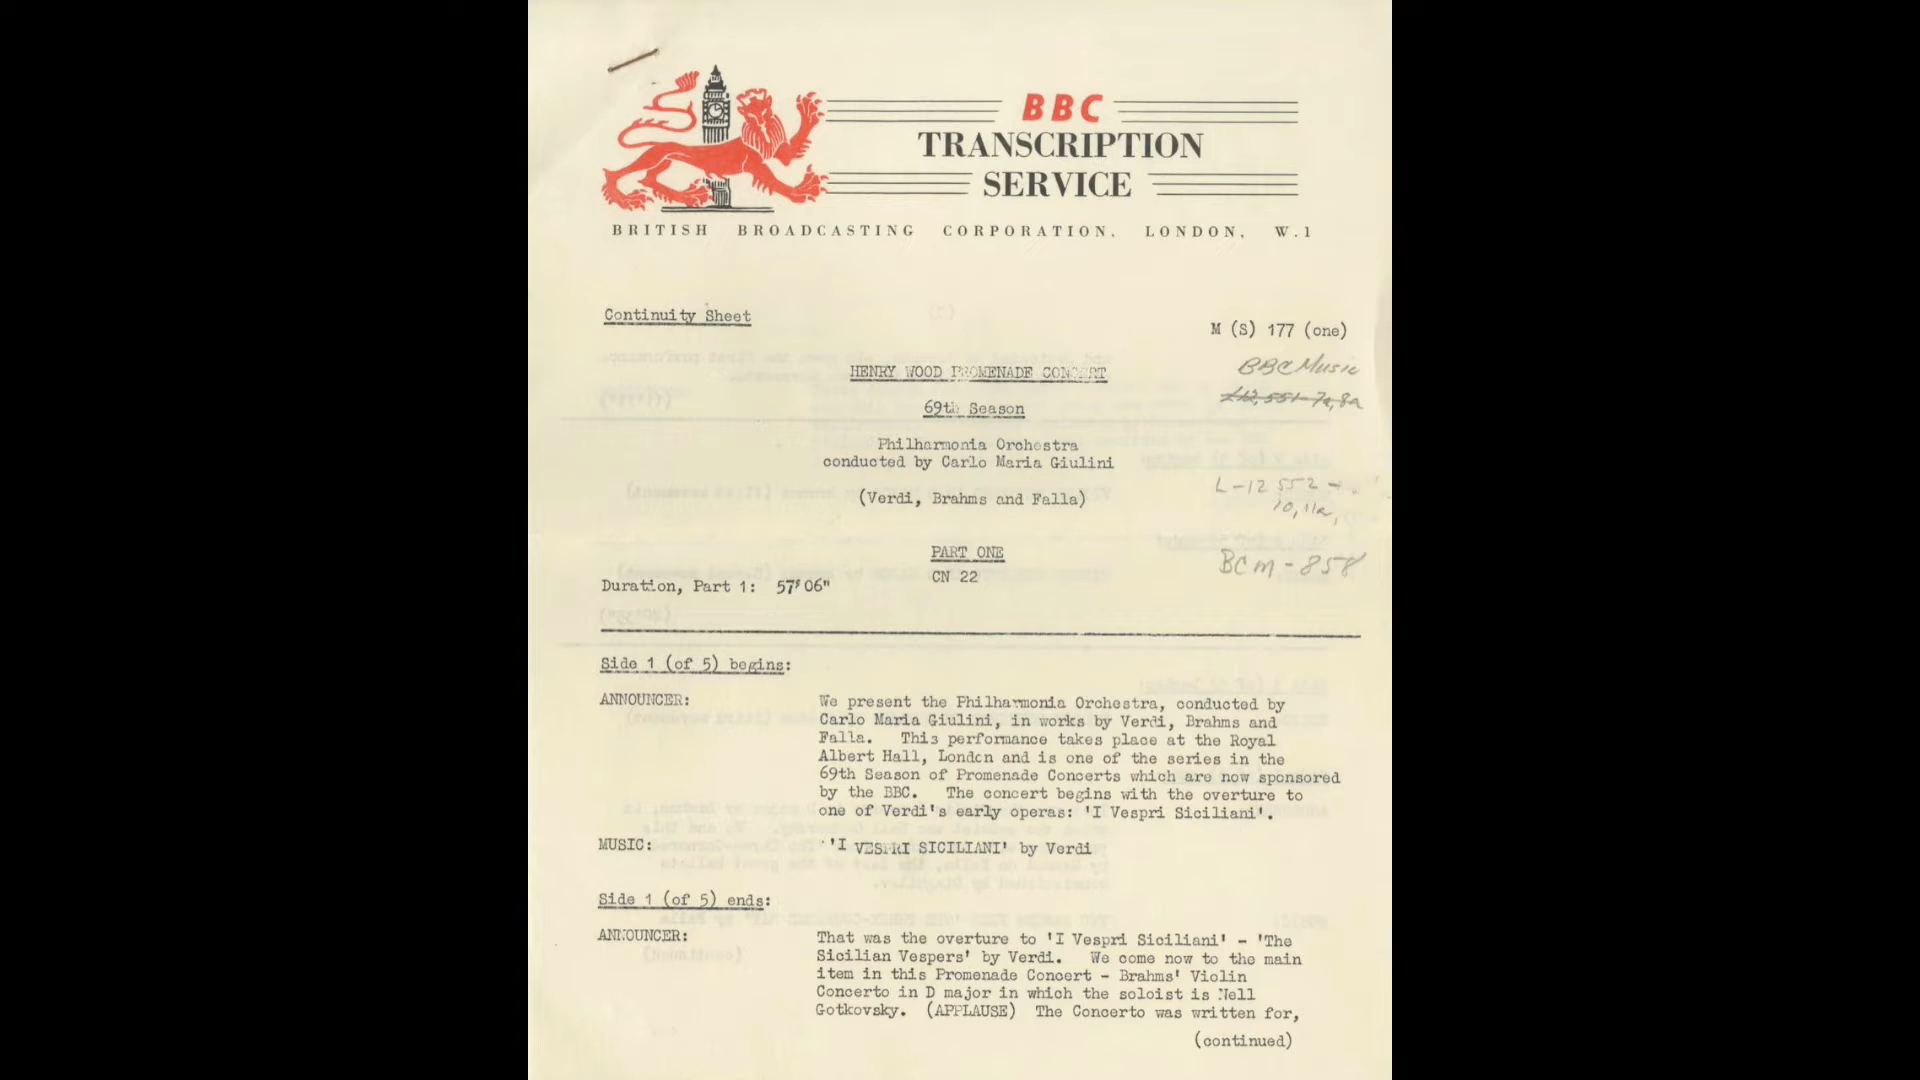 BBC
TRANSCRIPTION
SERVICE
BRITISH BROADCASTING CORPORATION, LONDON, W.1
Continuity Sheet
M (S) 177 (one)
BBC Music
HENRY WOOD PROMENADE CONCERT
69th Season
Philharmonia Orchestra
conducted by Carlo Maria Giulini
L-12 552
(Verdi, Brahms and Falla)
10, 11a,
PART ONE
BCM-858
CN 22
Duration, Part 1: 57' 06"
Side 1 (of 5) begins:
ANNOUNCER: We present the Philharmonia Orchestra, conducted by
Carlo Maria Giulini, in works by Verdi, Brahms and
Falla. This performance takes place at the Royal
Albert Hall, London and is one of the series in the
69th Season of Promenade Concerts which are now sponsored
by the BBC. The concert begins with the overture to
one of Verdi's early operas: 'I Vespri Siciliani'.
MUSIC: 'I VESPRI SICILIANI' by Verdi
Side 1 (of 5) ends:
ANNOUNCER: That was the overture to 'I Vespri Siciliani' - 'The
Sicilian Vespers' by Verdi. We come now to the main
item in this Promenade Concert - Brahms' Violin
Concerto in D major in which the soloist is Nell
Gotkovsky. (APPLAUSE) The Concerto was written for,
(continued)